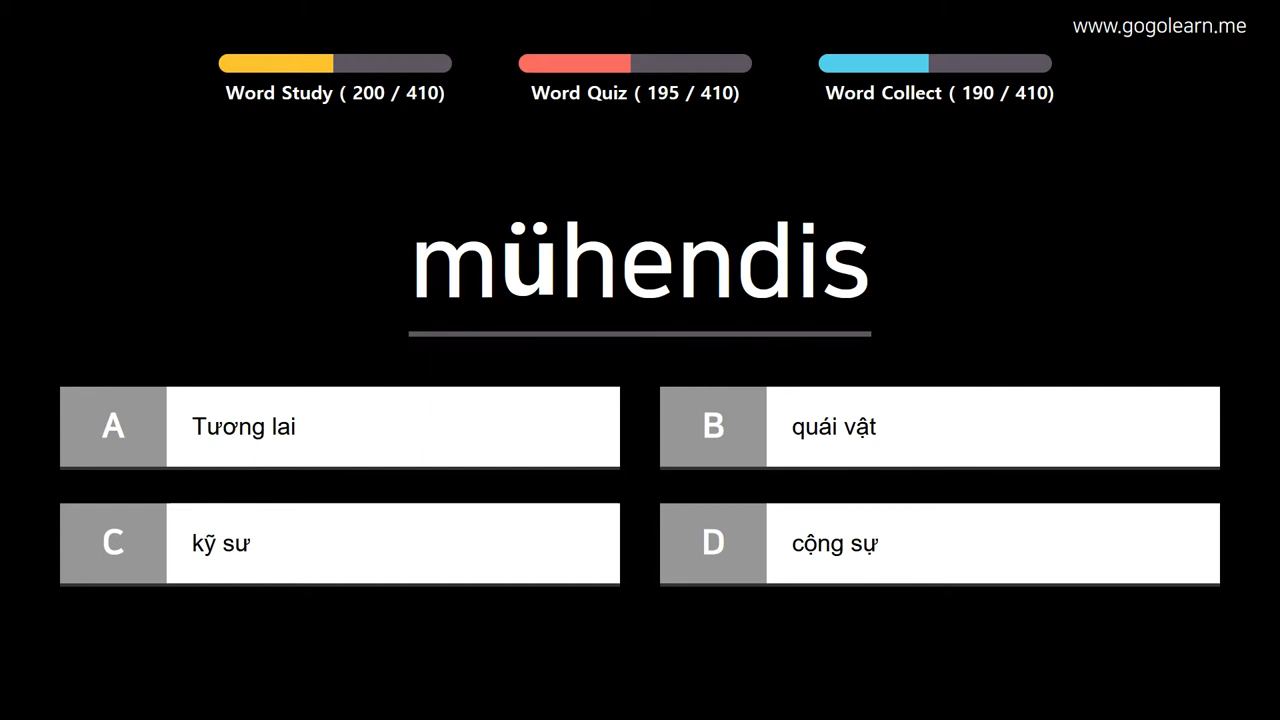 www.gogolearn.me
Word Study ( 200 / 410)
Word Quiz ( 195 / 410)
Word Collect ( 190 / 410)
mühendis
A
Tương lai
B
quái vật
C
kỹ sư
D
cộng sự